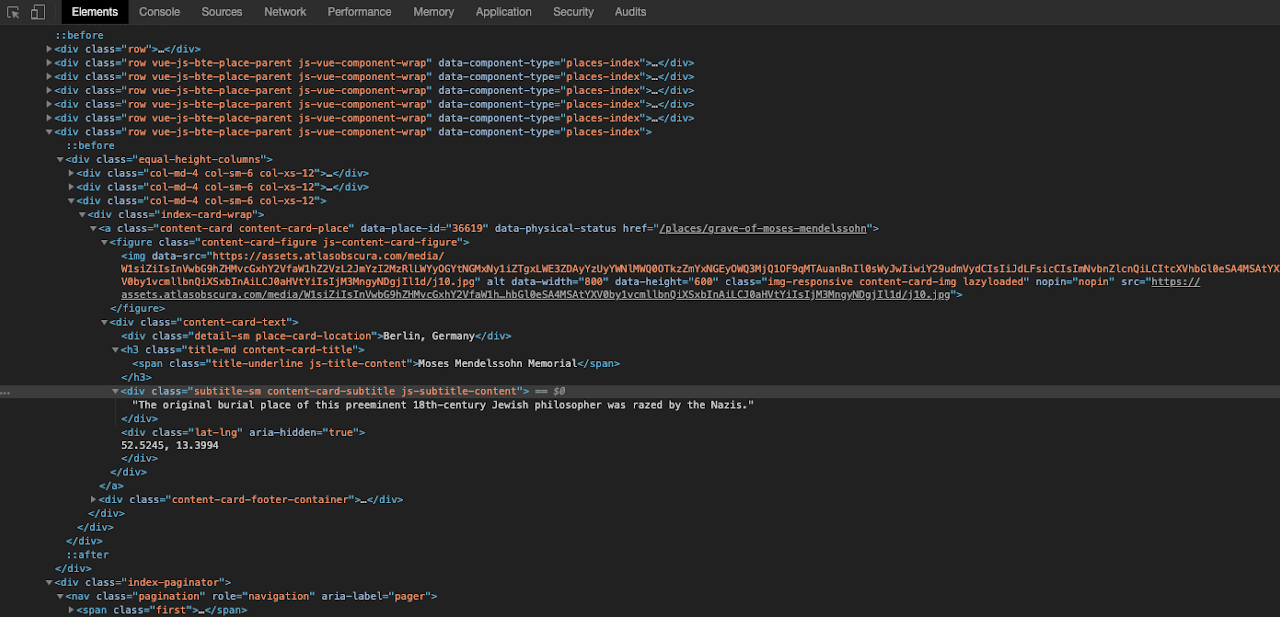 Elements Console Sources Network Performance Memory Application Security Audits
::before
<div class="row">…</div>
<div class="row vue-js-bte-place-parent js-vue-component-wrap" data-component-type="places-index">…</div>
<div class="row vue-js-bte-place-parent js-vue-component-wrap" data-component-type="places-index">…</div>
<div class="row vue-js-bte-place-parent js-vue-component-wrap" data-component-type="places-index">…</div>
<div class="row vue-js-bte-place-parent js-vue-component-wrap" data-component-type="places-index">…</div>
<div class="row vue-js-bte-place-parent js-vue-component-wrap" data-component-type="places-index">…</div>
<div class="row vue-js-bte-place-parent js-vue-component-wrap" data-component-type="places-index">
::before
<div class="equal-height-columns">
<div class="col-md-4 col-sm-6 col-xs-12">…</div>
<div class="col-md-4 col-sm-6 col-xs-12">…</div>
<div class="col-md-4 col-sm-6 col-xs-12">
<div class="index-card-wrap">
<a class="content-card content-card-place" data-place-id="36619" data-physical-status href="/places/grave-of-moses-mendelssohn">
<figure class="content-card-figure js-content-card-figure">
<img data-src="https://assets.atlasobscura.com/media/
V0by1vcmllbnQiXSxbInAiLCJ0aHVtYiIsIjM3MngyNDgjIl1d/j10.jpg" alt data-width="800" data-height="600" class="img-responsive content-card-img lazyloaded" nopin="nopin" src="https://
assets.atlasobscura.com/media/W1siZiIsInVwbG9hZHMvcGxhY2VfaW1h…hbGl0eSA4MSAtYXV0by1vcmllbnQiXSxbInAiLCJ0aHVtYiIsIjM3MngyNDgjIl1d/j10.jpg">
</figure>
<div class="content-card-text">
<div class="detail-sm place-card-location">Berlin, Germany</div>
<h3 class="title-md content-card-title">
<span class="title-underline js-title-content">Moses Mendelssohn Memorial</span>
</h3>
<div class="subtitle-sm content-card-subtitle js-subtitle-content"> == $0
"The original burial place of this preeminent 18th-century Jewish philosopher was razed by the Nazis."
</div>
<div class="lat-lng" aria-hidden="true">
52.5245, 13.3994
</div>
</div>
</a>
<div class="content-card-footer-container">…</div>
</div>
</div>
</div>
::after
</div>
<div class="index-paginator">
<nav class="pagination" role="navigation" aria-label="pager">
<span class="first">…</span>